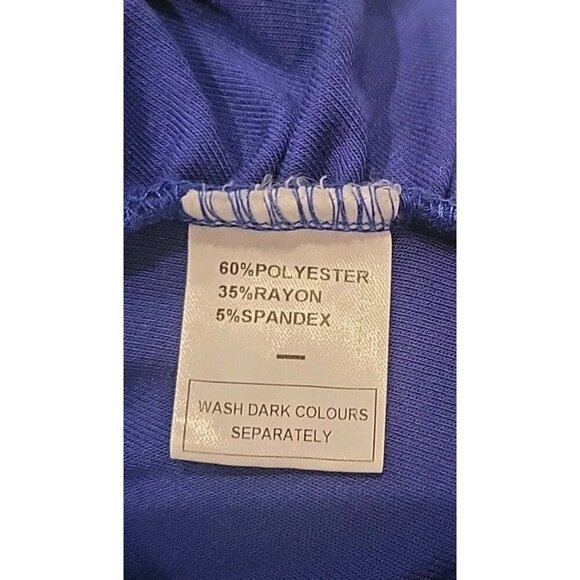 60%POLYESTER
35%RAYON
5%SPANDEX
—
WASH DARK COLOURS
SEPARATELY